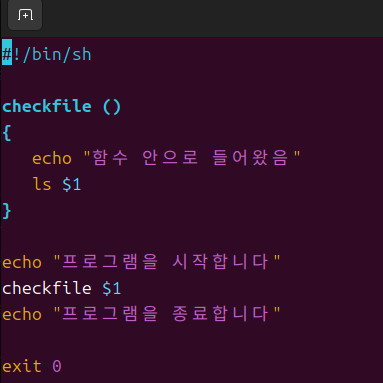 #!/bin/sh
checkfile ()
{
echo "함수 안으로 들어왔음"
ls $1
}
echo "프로그램을 시작합니다"
checkfile $1
echo "프로그램을 종료합니다"
exit 0